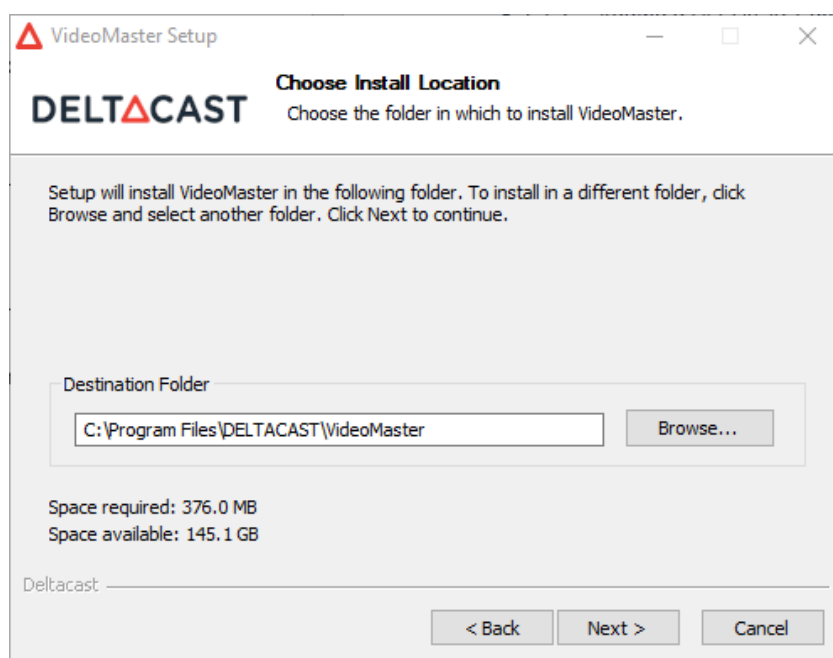 VideoMaster Setup
DELTACAST
Choose Install Location
Choose the folder in which to install VideoMaster.
Setup will install VideoMaster in the following folder. To install in a different folder, click
Browse and select another folder. Click Next to continue.
Destination Folder
C:\Program Files\DELTACAST\VideoMaster
Browse...
Space required: 376.0 MB
Space available: 145.1 GB
Deltacast
< Back
Next >
Cancel